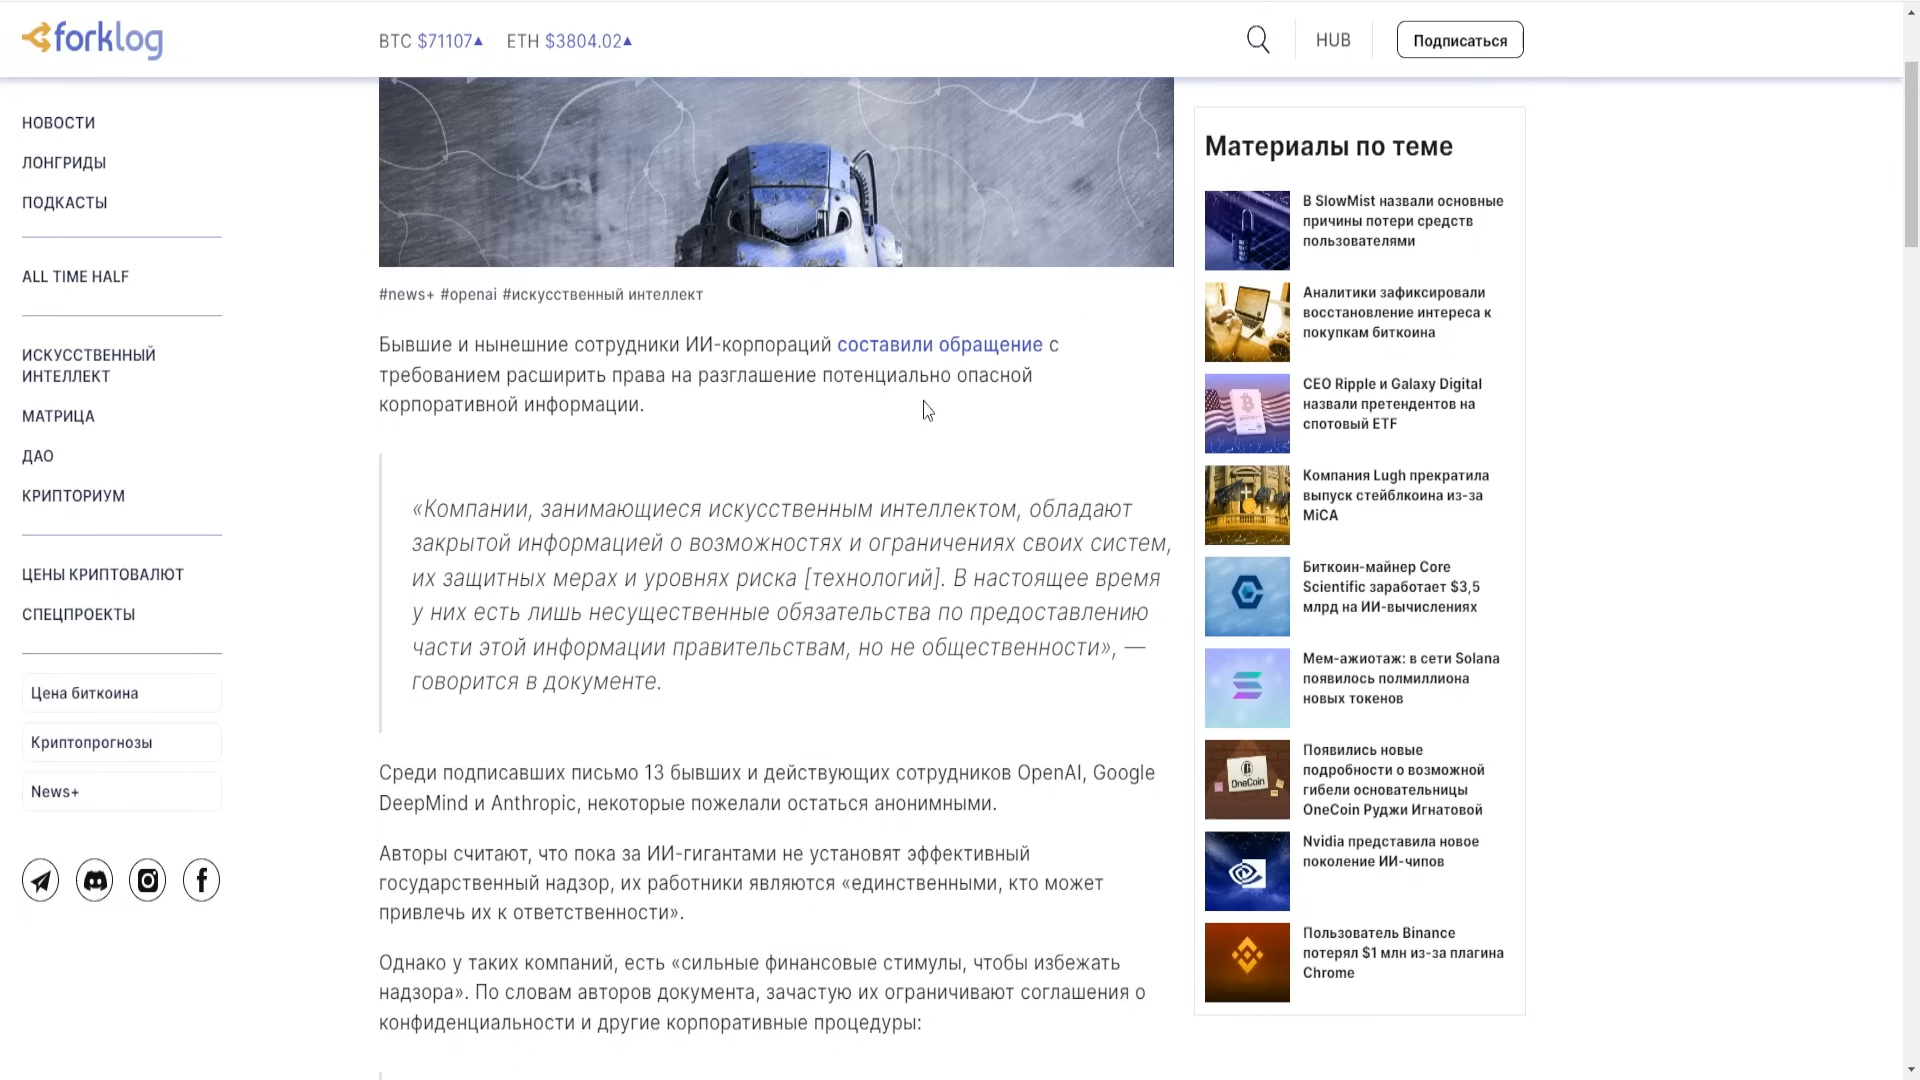 forklog
BTC $71107▲ ETH $3804.02▲
HUB
Подписаться
НОВОСТИ
ЛОНГРИДЫ
ПОДКАСТЫ
ALL TIME HALF
ИСКУССТВЕННЫЙ
ИНТЕЛЛЕКТ
МАТРИЦА
ДАО
КРИПТОРИУМ
ЦЕНЫ КРИПТОВАЛЮТ
СПЕЦПРОЕКТЫ
Цена биткоина
Криптопрогнозы
News+
#news+ #openai #искусственный интеллект
Бывшие и нынешние сотрудники ИИ-корпораций составили обращение с
требованием расширить права на разглашение потенциально опасной
корпоративной информации.
«Компании, занимающиеся искусственным интеллектом, обладают
закрытой информацией о возможностях и ограничениях своих систем,
их защитных мерах и уровнях риска [технологий]. В настоящее время
у них есть лишь несущественные обязательства по предоставлению
части этой информации правительствам, но не общественности», —
говорится в документе.
Среди подписавших письмо 13 бывших и действующих сотрудников OpenAI, Google
DeepMind и Anthropic, некоторые пожелали остаться анонимными.
Авторы считают, что пока за ИИ-гигантами не установят эффективный
государственный надзор, их работники являются «единственными, кто может
привлечь их к ответственности».
Однако у таких компаний, есть «сильные финансовые стимулы, чтобы избежать
надзора». По словам авторов документа, зачастую их ограничивают соглашения о
конфиденциальности и другие корпоративные процедуры:
Материалы по теме
В SlowMist назвали основные
причины потери средств
пользователями
Аналитики зафиксировали
восстановление интереса к
покупкам биткоина
CEO Ripple и Galaxy Digital
назвали претендентов на
спотовый ETF
Компания Lugh прекратила
выпуск стейблкоина из-за
MiCA
Биткоин-майнер Core
Scientific заработает $3,5
млрд на ИИ-вычислениях
Мем-ажиотаж: в сети Solana
появилось полмиллиона
новых токенов
OneCoin
Появились новые
подробности о возможной
гибели основательницы
OneCoin Руджи Игнатовой
Nvidia представила новое
поколение ИИ-чипов
Пользователь Binance
потерял $1 млн из-за плагина
Chrome